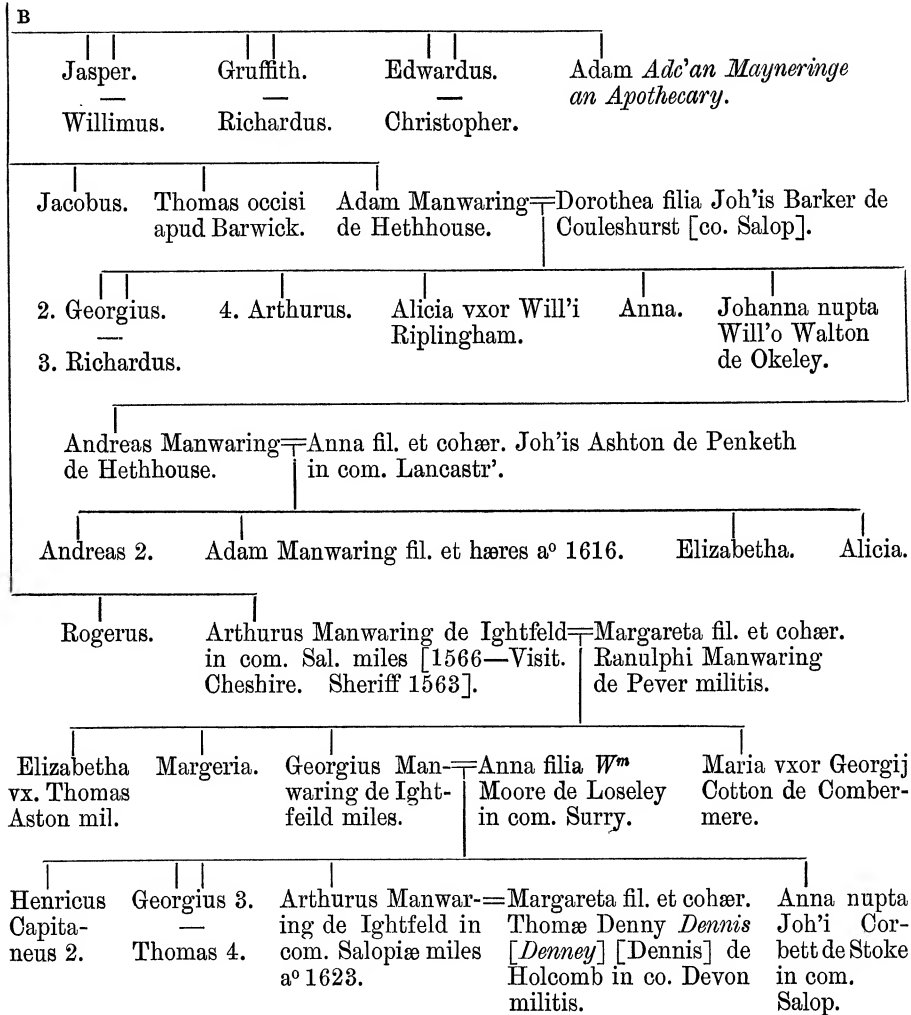 B
Jasper. Gruffith. Edwardus. Adam Adc'an Mayneringe
an Apothecary.
— — —
Willimus. Richardus. Christopher.
Jacobus. Thomas occisi Adam Manwaring=Dorothea filia Joh'is Barker de
apud Barwick. de Hethhouse. Couleshurst [co. Salop].
2. Georgius. 4. Arthurus. Alicia vxor Will'i Anna. Johanna nupta
— Riplingham. Will'o Walton
3. Richardus. de Okeley.
Andreas Manwaring=Anna fil. et cohær. Joh'is Ashton de Penketh
de Hethhouse. in com. Lancastr'.
Andreas 2. Adam Manwaring fil. et hæres aº 1616. Elizabetha. Alicia.
Rogerus. Arthurus Manwaring de Ightfeld=Margareta fil. et cohær.
in com. Sal. miles [1566—Visit. Ranulphi Manwaring
Cheshire. Sheriff 1563]. de Pever militis.
Elizabetha Margeria. Georgius Man-=Anna filia Wm Maria vxor Georgij
vx. Thomas waring de Ight- Moore de Loseley Cotton de Comber-
Aston mil. feild miles. in com. Surry. mere.
Henricus Georgius 3. Arthurus Manwar-=Margareta fil. et cohær. Anna nupta
Capita- — ing de Ightfeld in Thomæ Denny Dennis Joh'i Cor-
neus 2. Thomas 4. com. Salopiæ miles [Denney] [Dennis] de bett de Stoke
aº 1623. Holcomb in co. Devon in com.
militis. Salop.